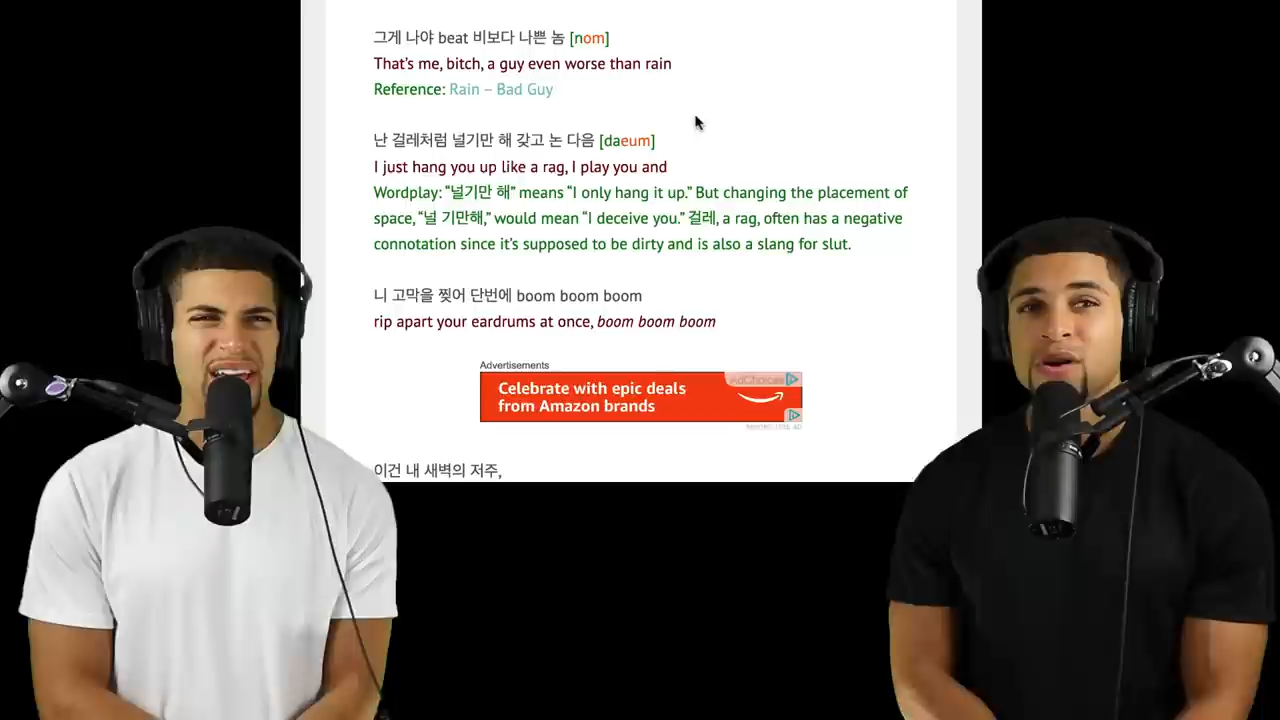 그게 나야 beat 비보다 나쁜 놈 [nom]
That's me, bitch, a guy even worse than rain
Reference: Rain – Bad Guy
난 걸레처럼 널기만 해 갖고 논 다음 [daeum]
I just hang you up like a rag, I play you and
Wordplay: “널기만 해” means “I only hang it up.” But changing the placement of
space, “널 기만해,” would mean “I deceive you.” 걸레, a rag, often has a negative
connotation since it's supposed to be dirty and is also a slang for slut.
니 고막을 찢어 단번에 boom boom boom
rip apart your eardrums at once, boom boom boom
Advertisements
Celebrate with epic deals
from Amazon brands
AdChoices
이건 내 새벽의 저주,